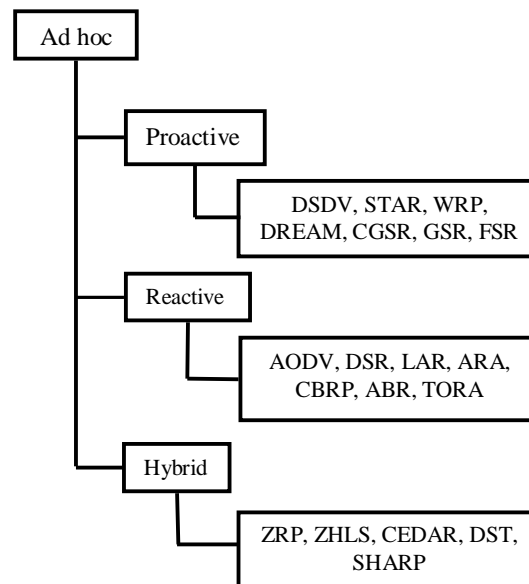 Ad hoc
Proactive
DSDV, STAR, WRP,
DREAM, CGSR, GSR, FSR
Reactive
AODV, DSR, LAR, ARA,
CBRP, ABR, TORA
Hybrid
ZRP, ZHLS, CEDAR, DST,
SHARP